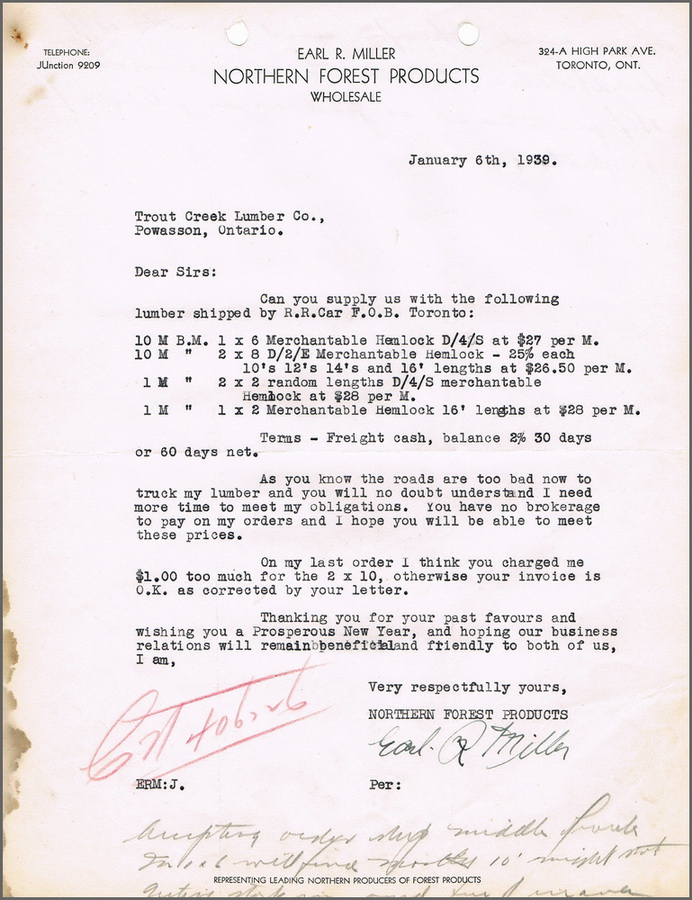 TELEPHONE:
JUnction 9209
EARL R. MILLER
NORTHERN FOREST PRODUCTS
WHOLESALE
324-A HIGH PARK AVE.
TORONTO, ONT.
January 6th, 1939.
Trout Creek Lumber Co.,
Powasson, Ontario.
Dear Sirs:
Can you supply us with the following
lumber shipped by R.R.Car F.O.B. Toronto:
10 M B.M. 1 x 6 Merchantable Hemlock D/4/S at $27 per M.
10 M " 2 x 8 D/2/E Merchantable Hemlock - 25% each
10's 12's 14's and 16' lengths at $26.50 per M.
1 M " 2 x 2 random lengths D/4/S merchantable
Hemlock at $28 per M.
1 M " 1 x 2 Merchantable Hemlock 16' lengths at $28 per M.
Terms - Freight cash, balance 2% 30 days
or 60 days net.
As you know the roads are too bad now to
truck my lumber and you will no doubt understand I need
more time to meet my obligations. You have no brokerage
to pay on my orders and I hope you will be able to meet
these prices.
On my last order I think you charged me
$1.00 too much for the 2 x 10, otherwise your invoice is
O.K. as corrected by your letter.
Thanking you for your past favours and
wishing you a Prosperous New Year, and hoping our business
relations will remain beneficial and friendly to both of us,
I am,
Very respectfully yours,
NORTHERN FOREST PRODUCTS
Earl. R Miller
ERM:J.
Per:
order ship middle
10' might not
REPRESENTING LEADING NORTHERN PRODUCERS OF FOREST PRODUCTS